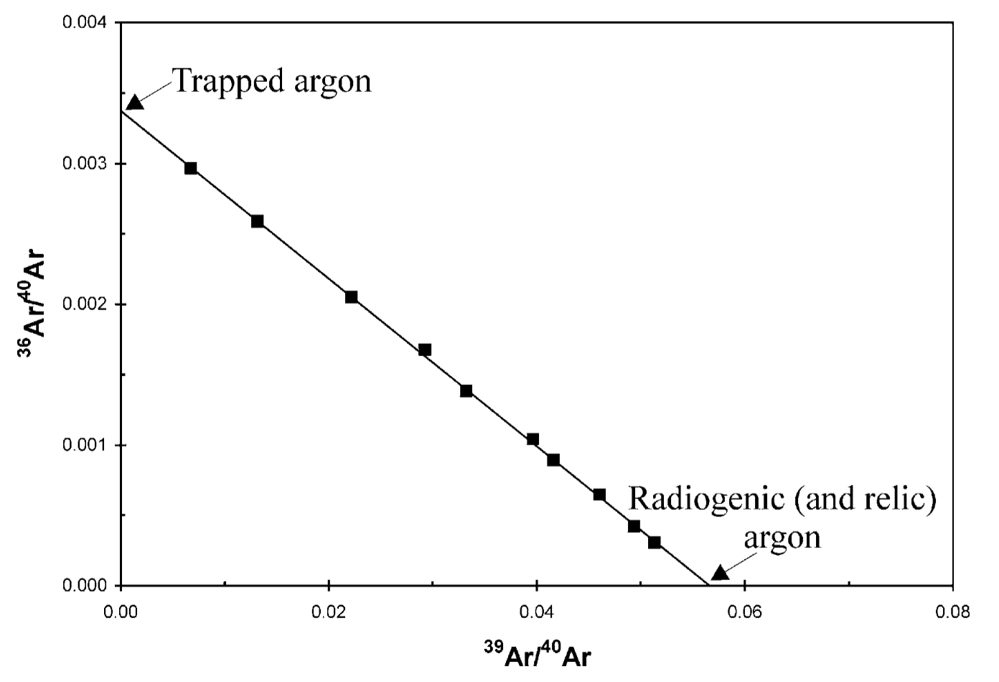 0.004
Trapped argon
0.003
0.002
0.001
0.000
³⁶Ar/⁴⁰Ar
Radiogenic (and relic)
argon
0.00 0.02 0.04 0.06 0.08
³⁹Ar/⁴⁰Ar